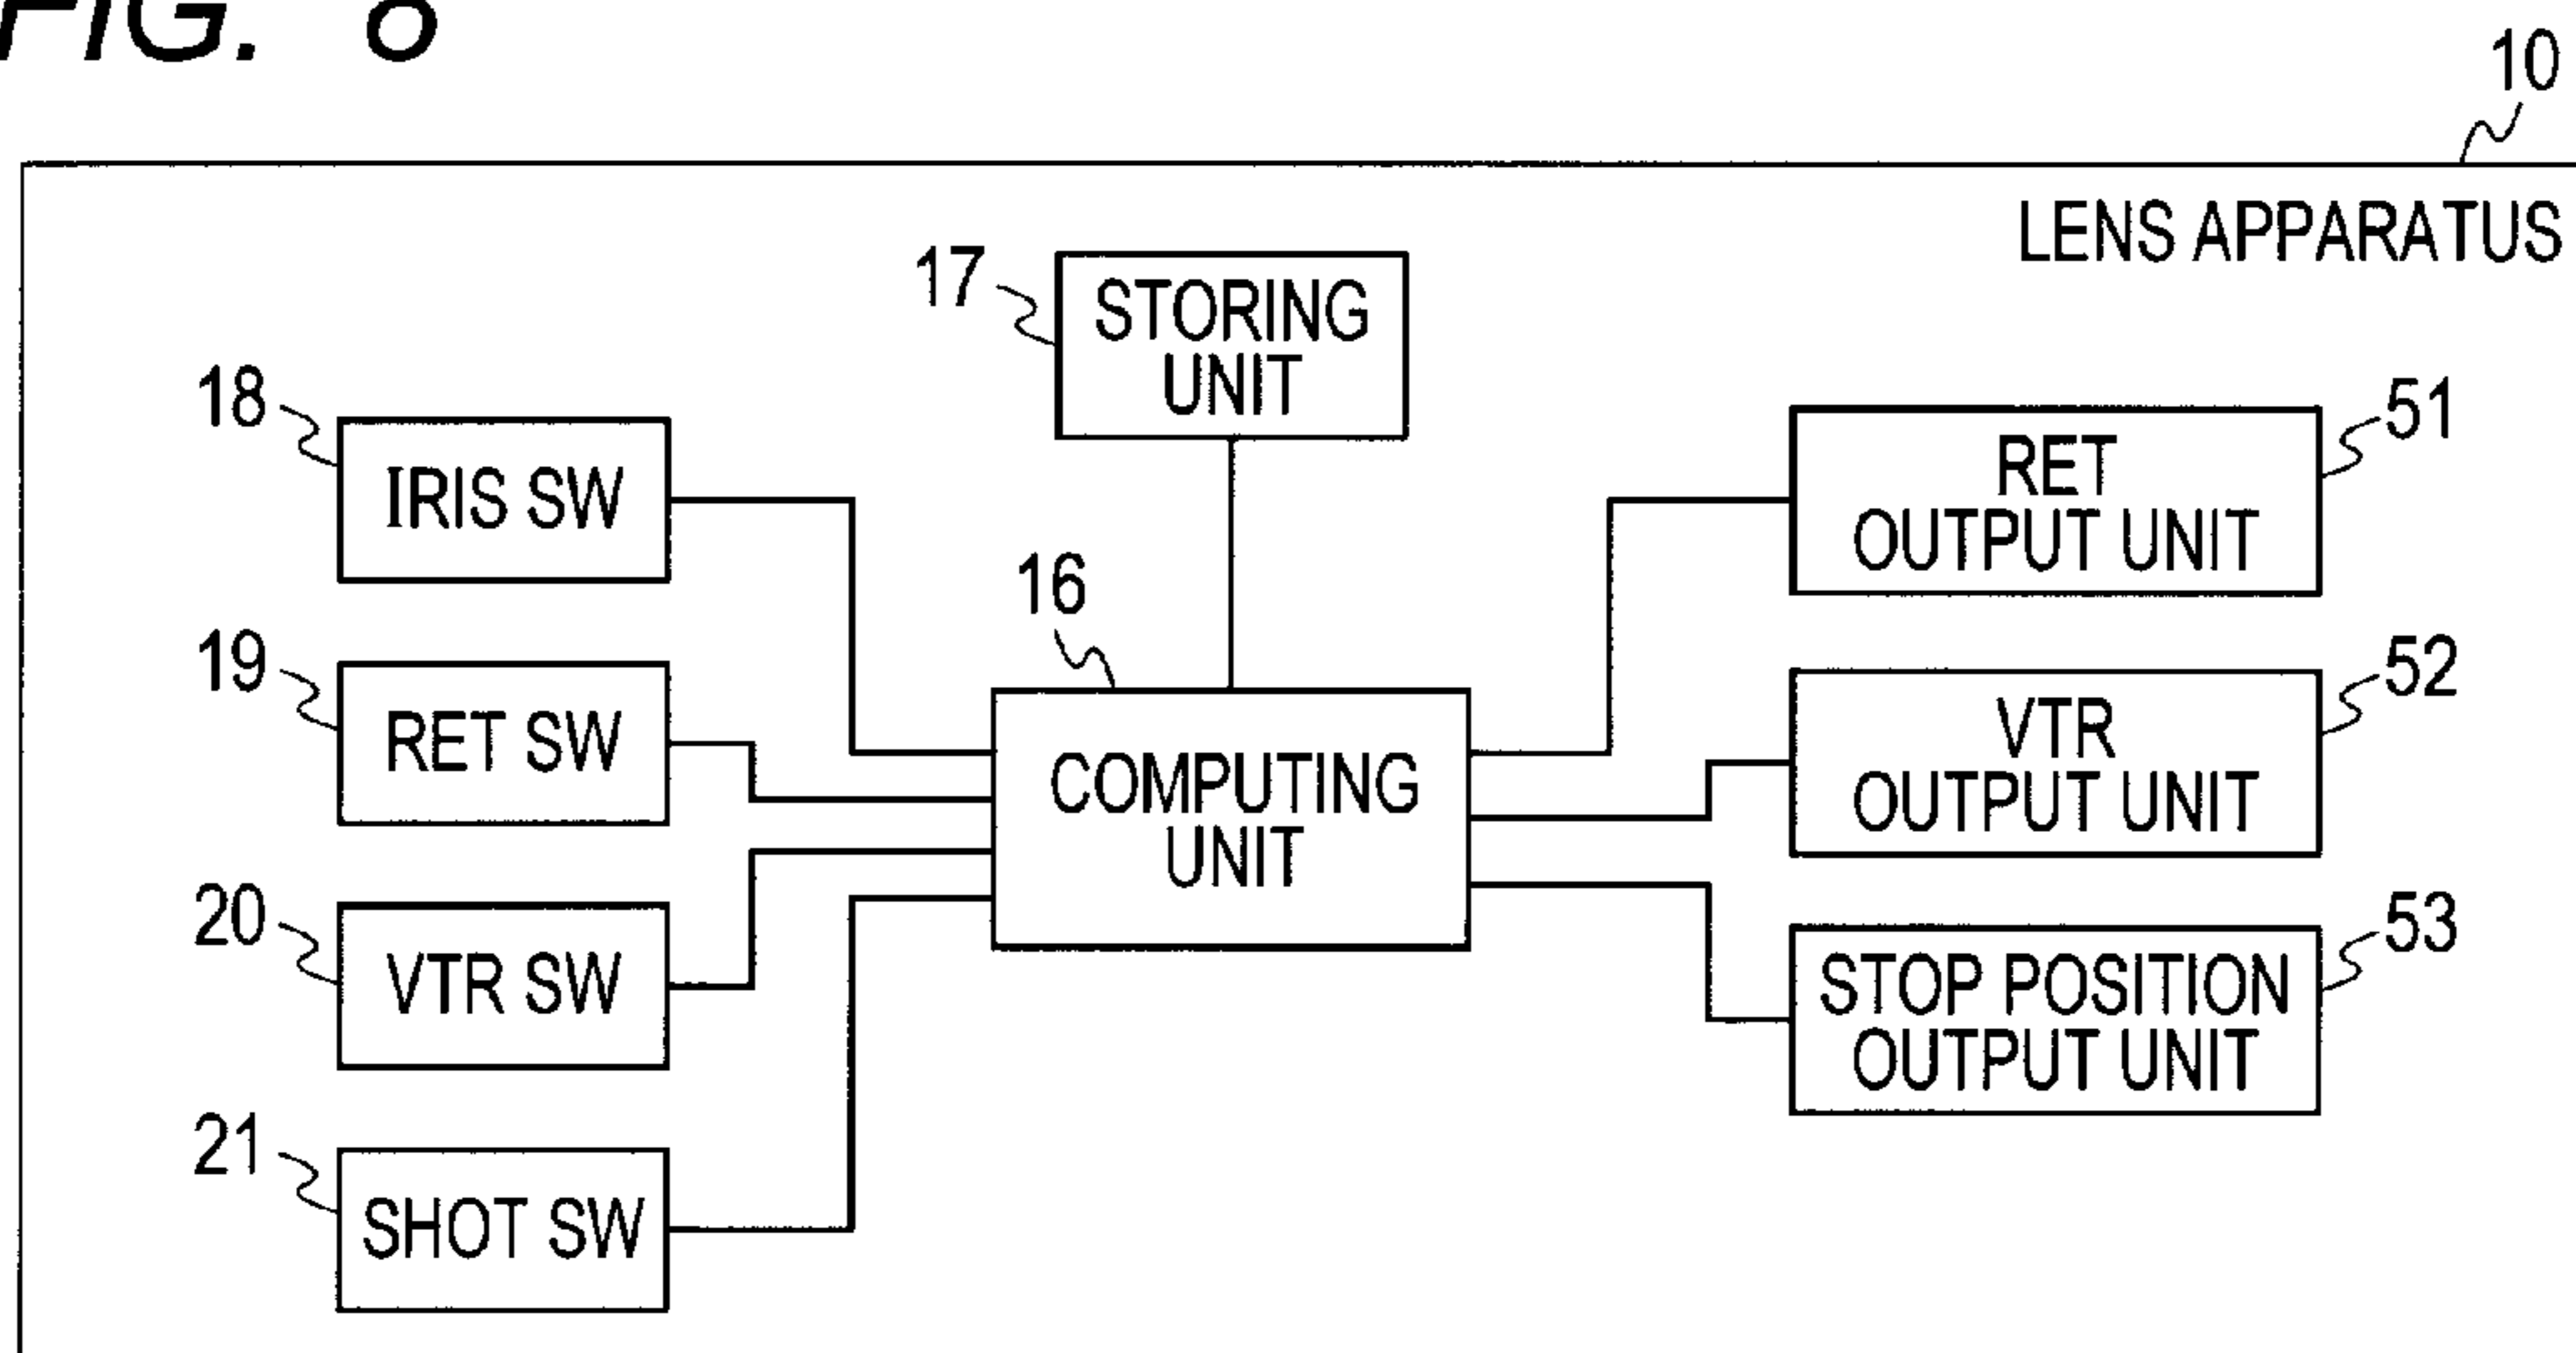 FIG. 8
10
LENS APPARATUS
17
STORING
UNIT
18
IRIS SW
51
RET
OUTPUT UNIT
16
COMPUTING
UNIT
19
RET SW
52
VTR
OUTPUT UNIT
20
VTR SW
53
STOP POSITION
OUTPUT UNIT
21
SHOT SW